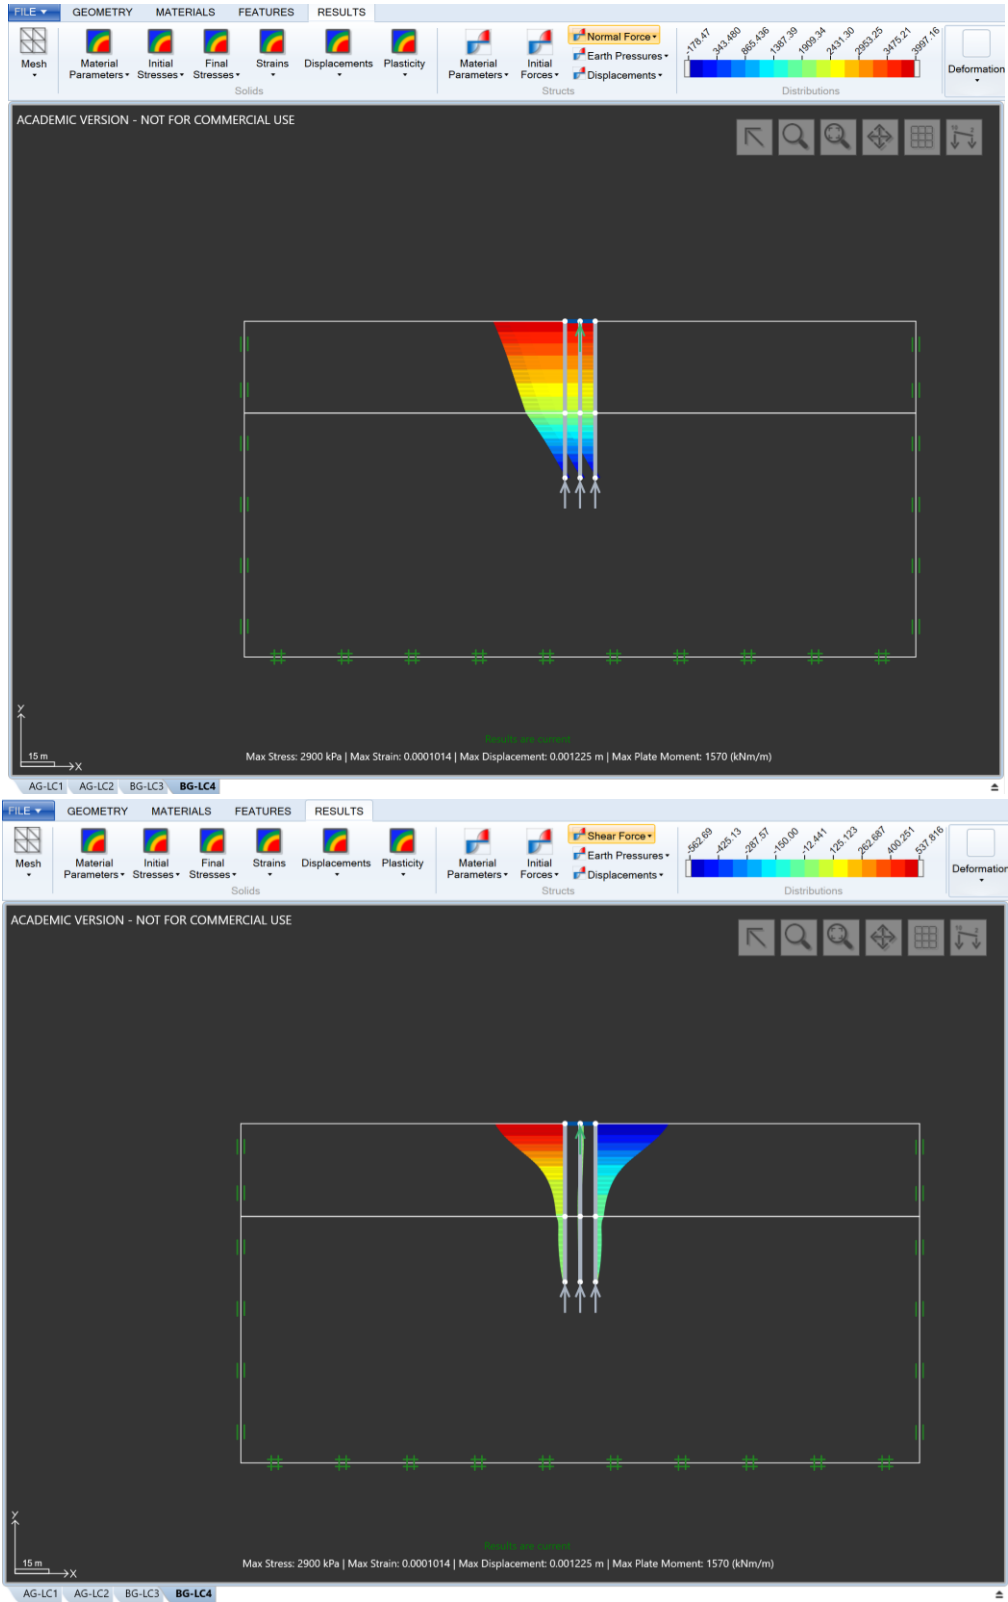 FILE GEOMETRY MATERIALS FEATURES RESULTS
Mesh
Material Parameters
Initial Stresses
Final Stresses
Strains
Displacements
Plasticity
Solids
Material Parameters
Initial Forces
Normal Force
Earth Pressures
Displacements
Structs
-178.47 343.480 865.436 1387.39 1909.34 2431.30 2953.25 3475.21 3997.16
Distributions
Deformation
ACADEMIC VERSION - NOT FOR COMMERCIAL USE
Y
15 m
X
Results are current
Max Stress: 2900 kPa | Max Strain: 0.0001014 | Max Displacement: 0.001225 m | Max Plate Moment: 1570 (kNm/m)
AG-LC1 AG-LC2 BG-LC3 BG-LC4
FILE GEOMETRY MATERIALS FEATURES RESULTS
Mesh
Material Parameters
Initial Stresses
Final Stresses
Strains
Displacements
Plasticity
Solids
Material Parameters
Initial Forces
Shear Force
Earth Pressures
Displacements
Structs
-562.69 -425.13 -287.57 -150.00 -12.441 125.123 262.687 400.251 537.816
Distributions
Deformation
ACADEMIC VERSION - NOT FOR COMMERCIAL USE
Y
15 m
X
Results are current
Max Stress: 2900 kPa | Max Strain: 0.0001014 | Max Displacement: 0.001225 m | Max Plate Moment: 1570 (kNm/m)
AG-LC1 AG-LC2 BG-LC3 BG-LC4